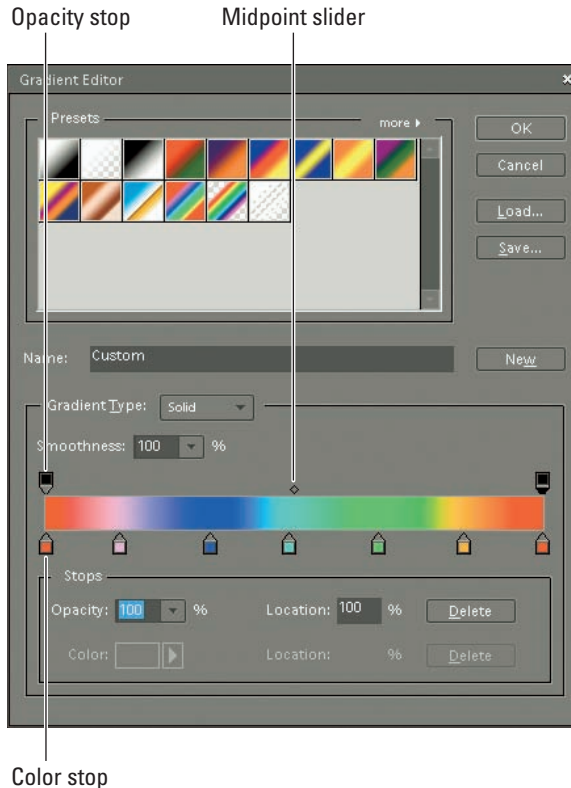 Opacity stop
Midpoint slider
Gradient Editor
Presets
more
OK
Cancel
Load...
Save...
Name: Custom
New
Gradient Type: Solid
Smoothness: 100 %
Stops
Opacity: 100 %
Location: 100 %
Delete
Color:
Location: %
Delete
Color stop